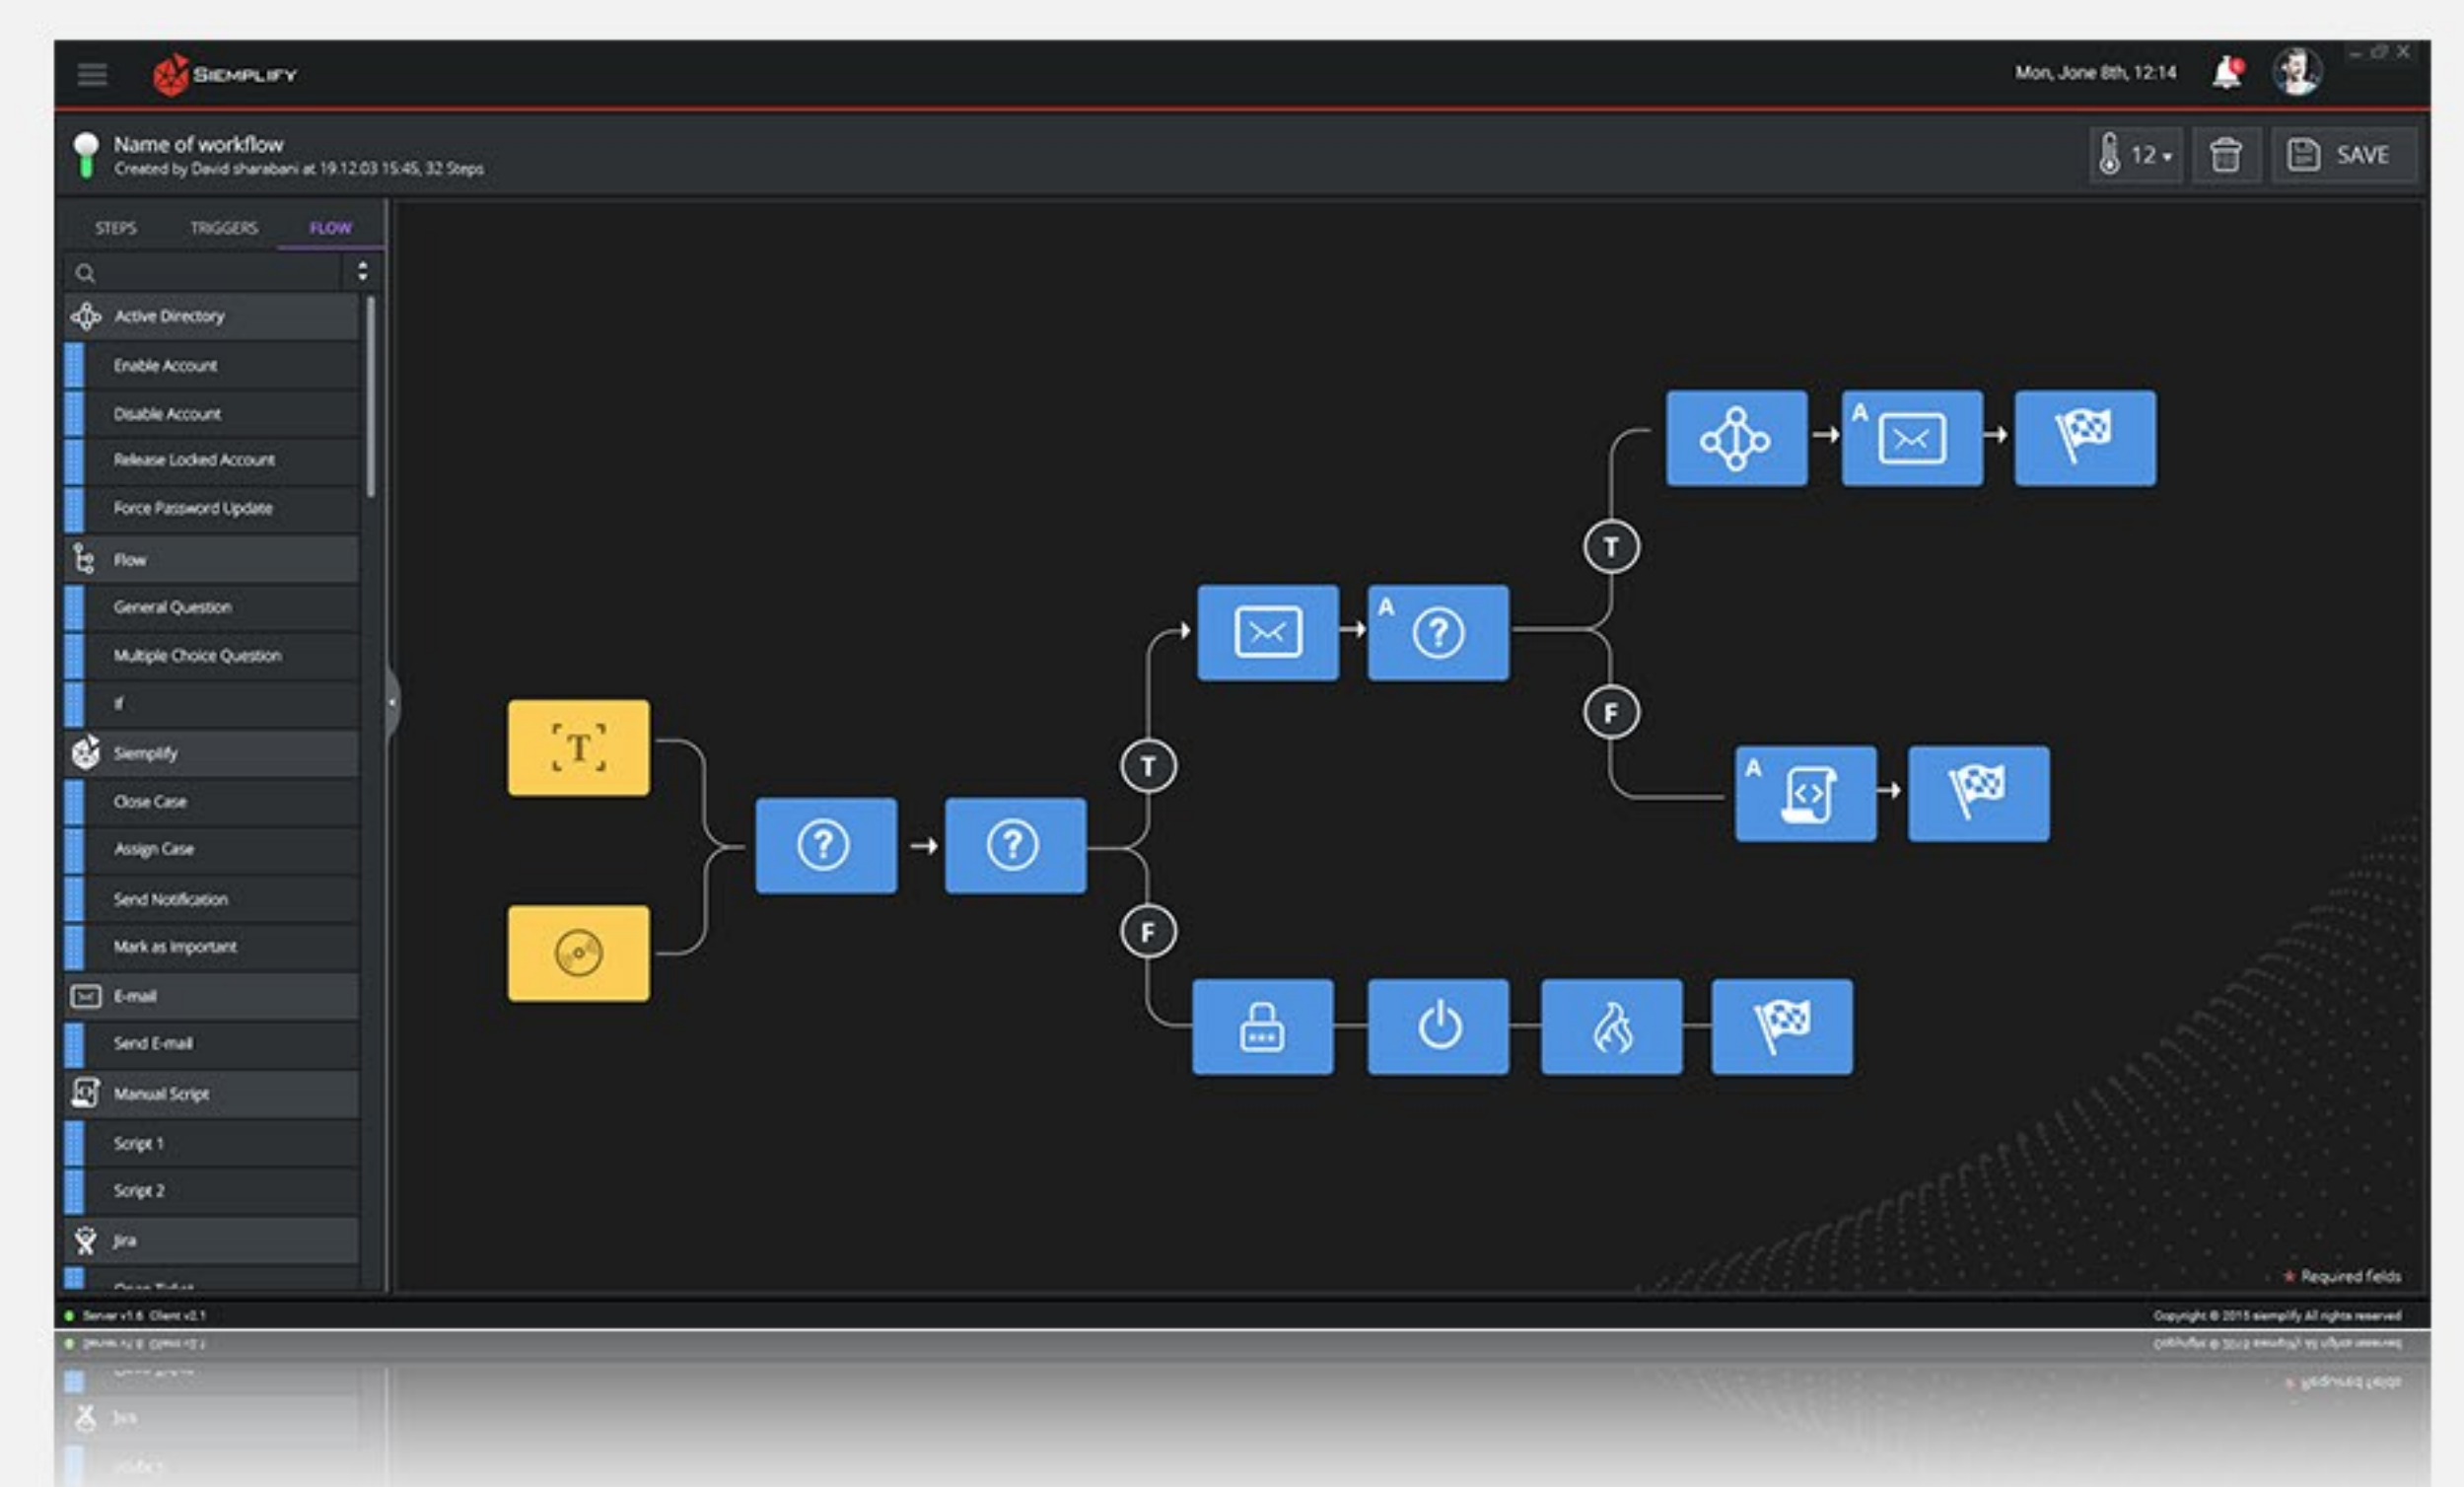 SIEMPLIFY
Mon, Jone 8th, 12:14
Name of workflow
Created by David sharabani at 19.12.03 15:45, 32 Steps
12
SAVE
STEPS TRIGGERS FLOW
Active Directory
Enable Account
Disable Account
Release Locked Account
Force Password Update
Flow
General Question
Multiple Choice Question
If
Siemplify
Close Case
Assign Case
Send Notification
Mark as Important
E-mail
Send E-mail
Manual Script
Script 1
Script 2
Jira
Open Ticket
T
T
F
A
T
F
A
A
* Required fields
Server v1.6 Client v2.1
Copyright © 2015 siemplify All rights reserved